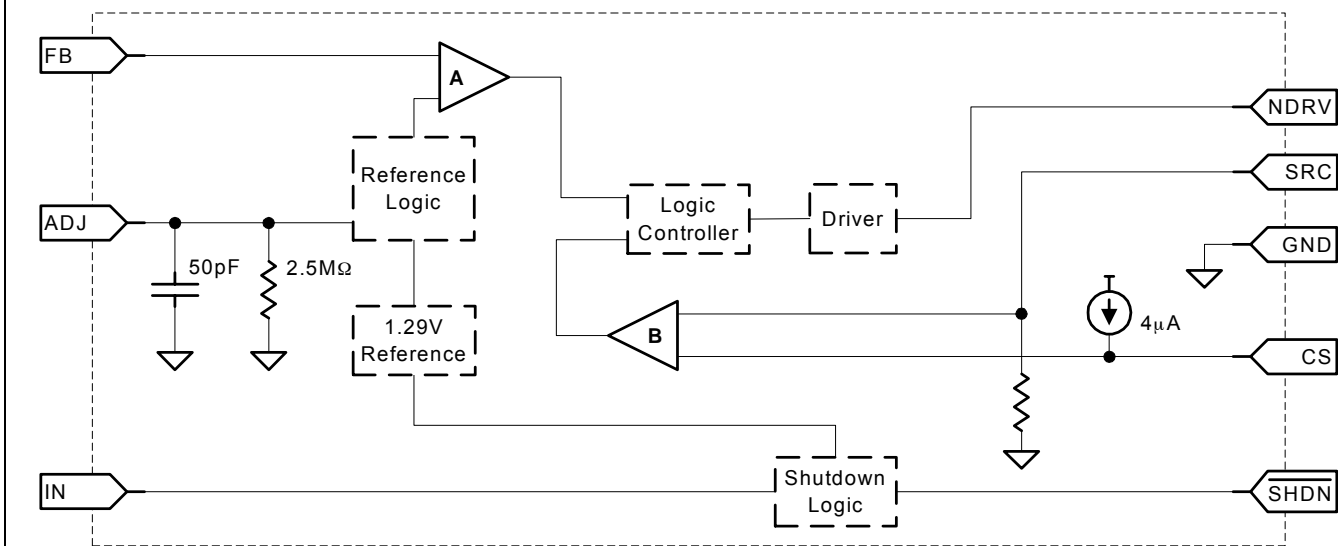 FB
A
NDRV
SRC
Reference
Logic
Logic
Controller
Driver
ADJ
GND
50pF
2.5MΩ
1.29V
Reference
B
4μA
CS
IN
Shutdown
Logic
SHDN